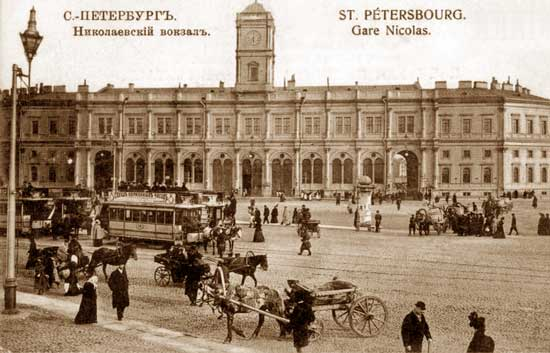 С.-ПЕТЕРБУРГЪ.
Николаевскій вокзалъ.
ST. PÉTERSBOURG.
Gare Nicolas.